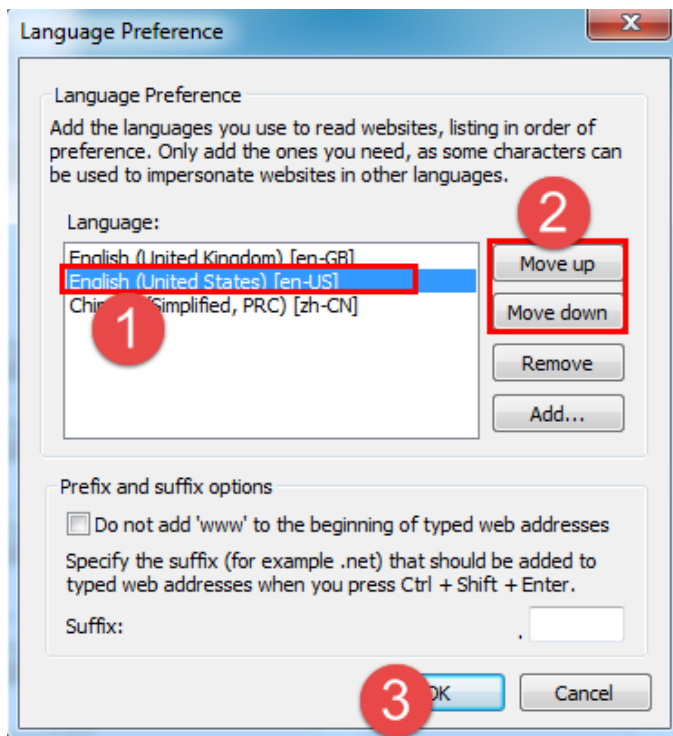 Language Preference
X
Language Preference
Add the languages you use to read websites, listing in order of
preference. Only add the ones you need, as some characters can
be used to impersonate websites in other languages.
Language:
2
English (United Kingdom) [en-GB]
Move up
English (United States) [en-US]
(Simplified, PRC) [zh-CN]
Move down
1
Remove
Add...
Prefix and suffix options
Do not add 'www' to the beginning of typed web addresses
Specify the suffix (for example .net) that should be added to
typed web addresses when you press Ctrl + Shift + Enter.
Suffix:
.
3
OK
Cancel